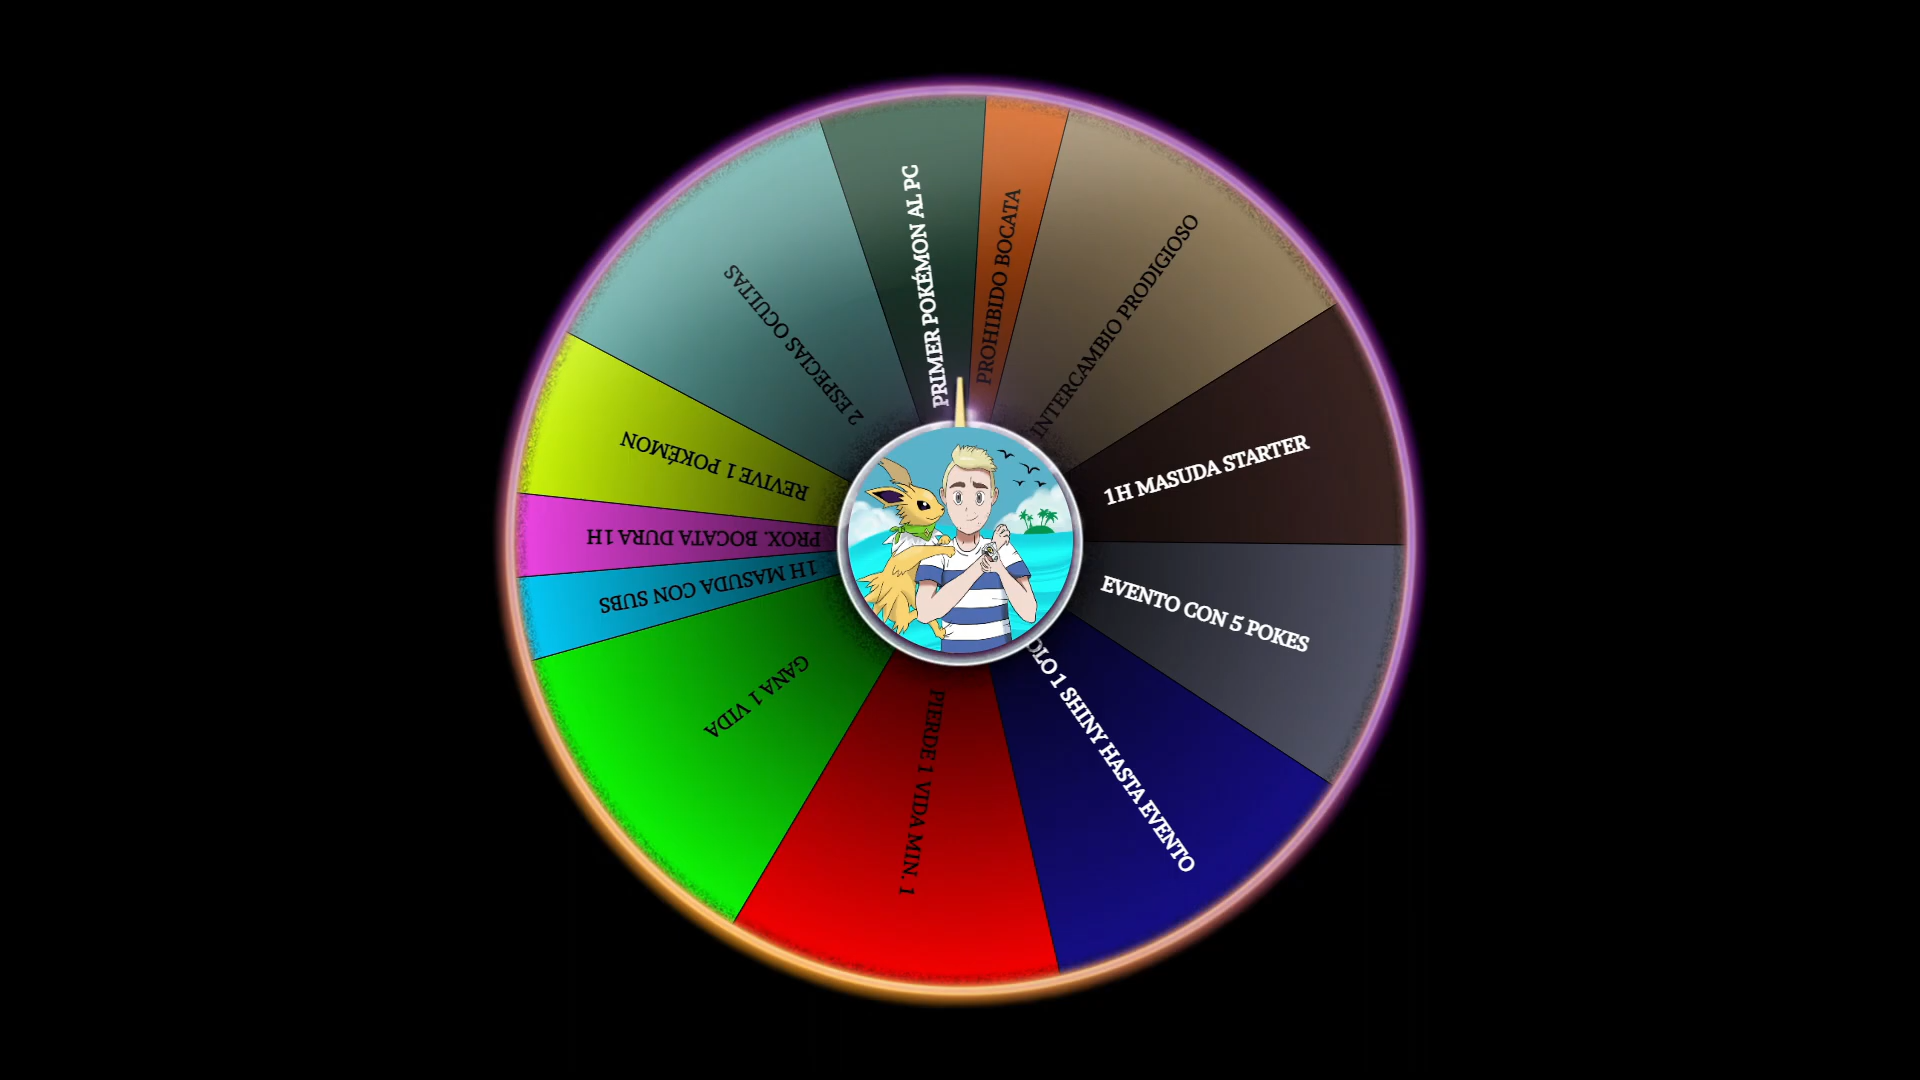 PRIMER POKÉMON AL PC
PROHIBIDO BOCATA
INTERCAMBIO PRODIGIOSO
1H MASUDA STARTER
EVENTO CON 5 POKES
1 SHINY HASTA EVENTO
PIERDE 1 VIDA MIN. 1
GANA 1 VIDA
1H MASUDA CON SUBS
PROX. BOCATA DURA 1H
REVIVE 1 POKÉMON
2 ESPECIAS OCULTAS